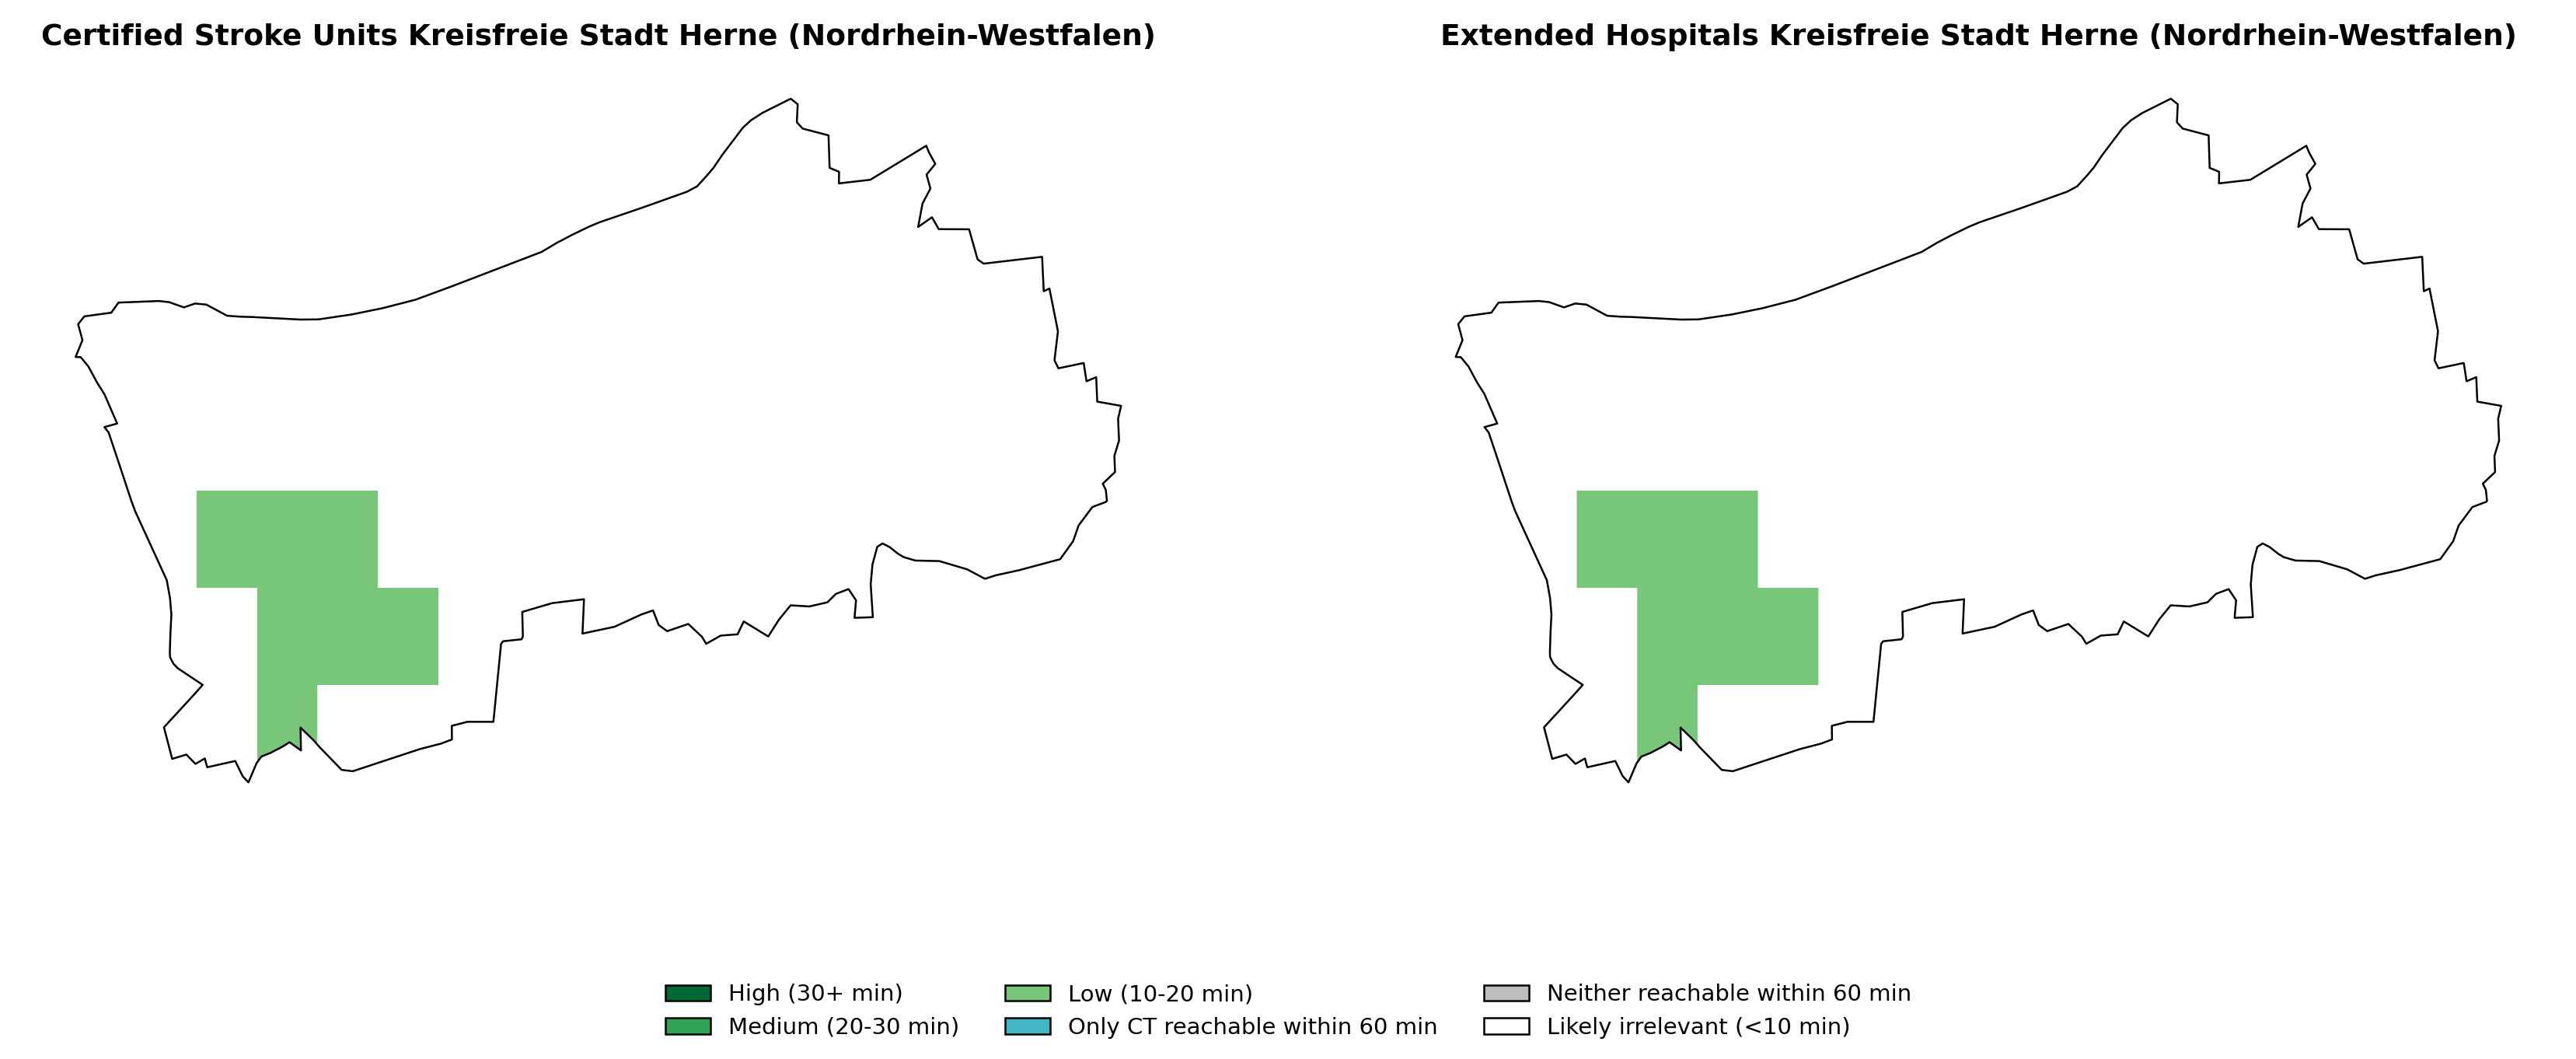 Certified Stroke Units Kreisfreie Stadt Herne (Nordrhein-Westfalen)
Extended Hospitals Kreisfreie Stadt Herne (Nordrhein-Westfalen)
High (30+ min)
Medium (20-30 min)
Low (10-20 min)
Only CT reachable within 60 min
Neither reachable within 60 min
Likely irrelevant (<10 min)